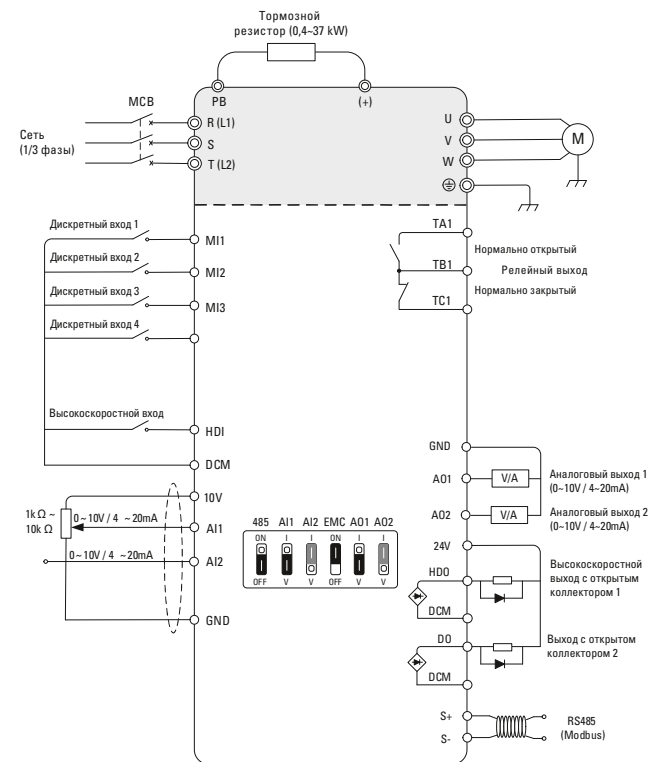 Тормозной
резистор (0,4~37 kW)
PB
(+)
MCB
Сеть
(1/3 фазы)
R (L1)
S
T (L2)
U
V
W
M
Дискретный вход 1
MI1
Дискретный вход 2
MI2
Дискретный вход 3
MI3
Дискретный вход 4
Высокоскоростной вход
HDI
DCM
10V
1k Ω ~
10k Ω
0~10V / 4 ~20mA
AI1
0~10V / 4 ~20mA
AI2
GND
485 AI1 AI2 EMC AO1 AO2
ON I I ON I I
OFF V V OFF V V
TA1
Нормально открытый
TB1
Релейный выход
TC1
Нормально закрытый
GND
AO1
V/A
Аналоговый выход 1
(0~10V / 4~20mA)
AO2
V/A
Аналоговый выход 2
(0~10V / 4~20mA)
24V
HDO
DCM
Высокоскоростной
выход с открытым
коллектором 1
DO
DCM
Выход с открытом
коллектором 2
S+
S-
RS485
(Modbus)